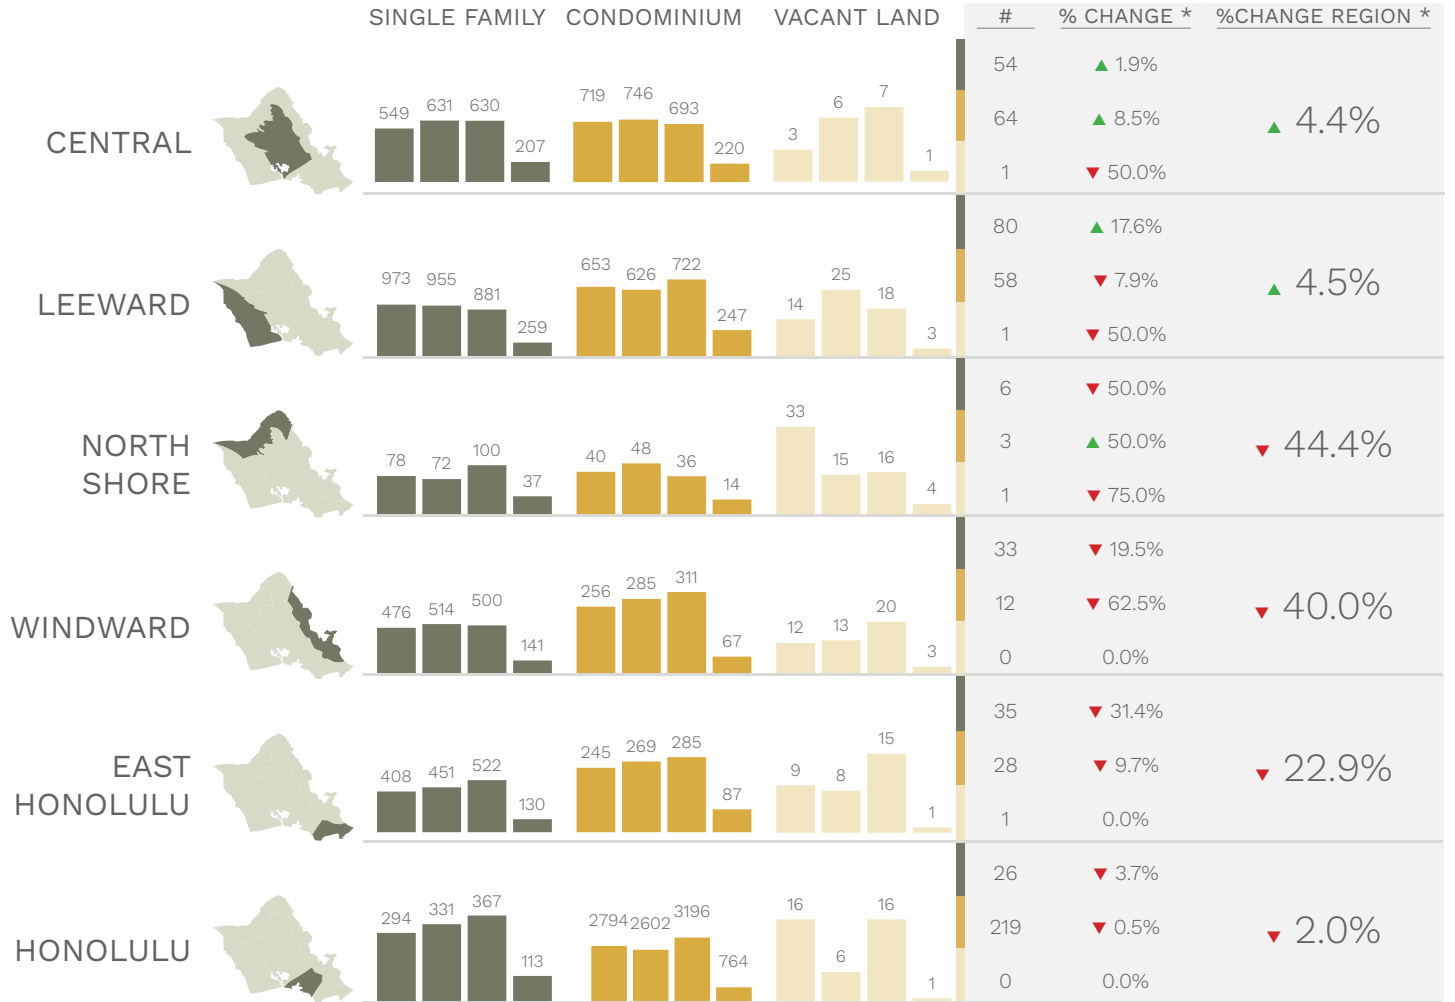 SINGLE FAMILY CONDOMINIUM VACANT LAND # % CHANGE * %CHANGE REGION *
CENTRAL
549 631 630 207
719 746 693 220
3 6 7 1
54 ▲ 1.9%
64 ▲ 8.5%
1 ▼ 50.0%
▲ 4.4%
LEEWARD
973 955 881 259
653 626 722 247
14 25 18 3
80 ▲ 17.6%
58 ▼ 7.9%
1 ▼ 50.0%
▲ 4.5%
NORTH
SHORE
78 72 100 37
40 48 36 14
33 15 16 4
6 ▼ 50.0%
3 ▲ 50.0%
1 ▼ 75.0%
▼ 44.4%
WINDWARD
476 514 500 141
256 285 311 67
12 13 20 3
33 ▼ 19.5%
12 ▼ 62.5%
0 0.0%
▼ 40.0%
EAST
HONOLULU
408 451 522 130
245 269 285 87
9 8 15 1
35 ▼ 31.4%
28 ▼ 9.7%
1 0.0%
▼ 22.9%
HONOLULU
294 331 367 113
2794 2602 3196 764
16 6 16 1
26 ▼ 3.7%
219 ▼ 0.5%
0 0.0%
▼ 2.0%